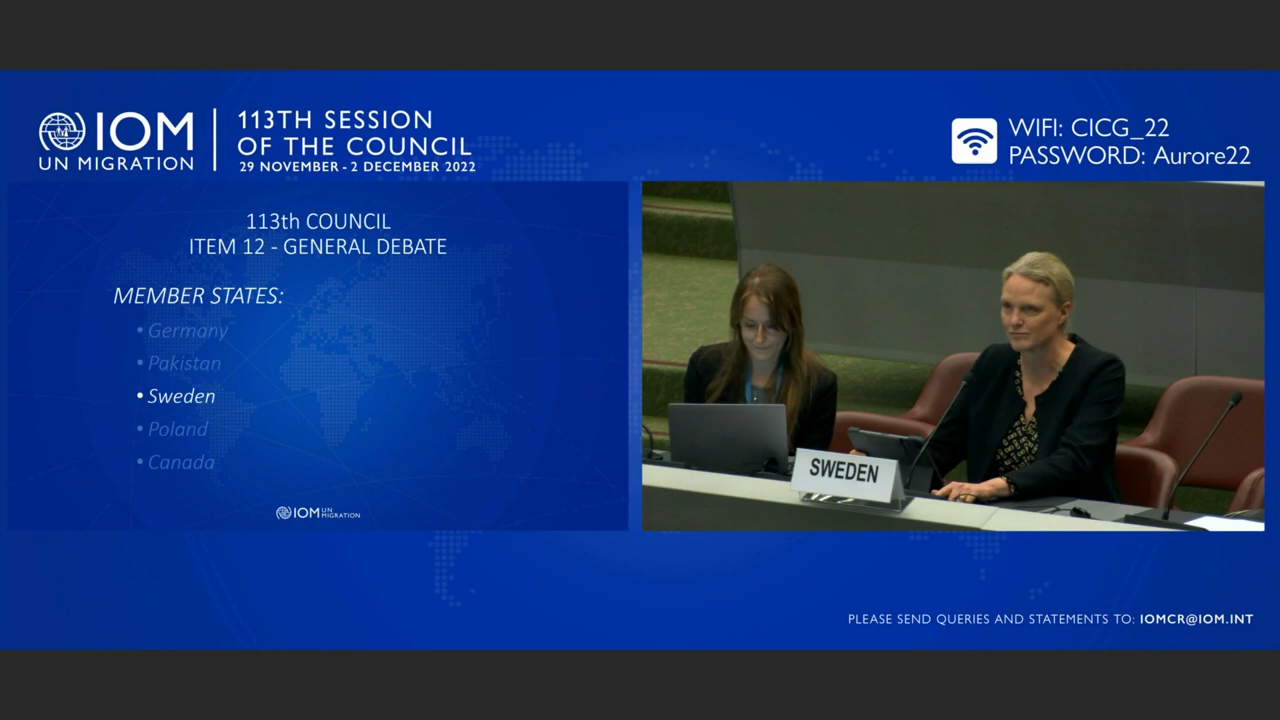 IOM
UN MIGRATION
113TH SESSION
OF THE COUNCIL
29 NOVEMBER - 2 DECEMBER 2022
WIFI: CICG_22
PASSWORD: Aurore22
113th COUNCIL
ITEM 12 - GENERAL DEBATE
MEMBER STATES:
• Germany
• Pakistan
• Sweden
• Poland
• Canada
IOM UN MIGRATION
SWEDEN
PLEASE SEND QUERIES AND STATEMENTS TO: IOMCR@IOM.INT